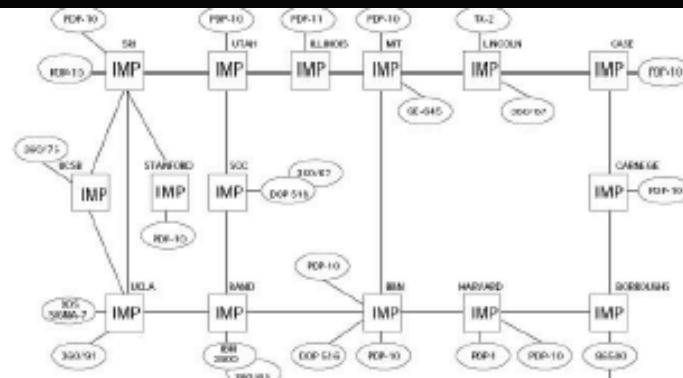 PDP-10
PDP-10
PDP-11
PDP-10
TX-2
SRI
UTAH
ILLINOIS
MIT
LINCOLN
CASE
IMP
IMP
IMP
IMP
IMP
IMP
PDP-10
GE-645
360/67
360/75
UCSB
STANFORD
SDC
360/67
CARNEGIE
IMP
IMP
IMP
DDP 516
IMP
PDP-10
PDP-10
PDP-10
UCLA
RAND
BBN
HARVARD
BURROUGHS
SIGMA-7
IMP
IMP
IMP
IMP
IMP
360/91
IBM
DDP 516
PDP-10
PDP-1
PDP-10
B6500